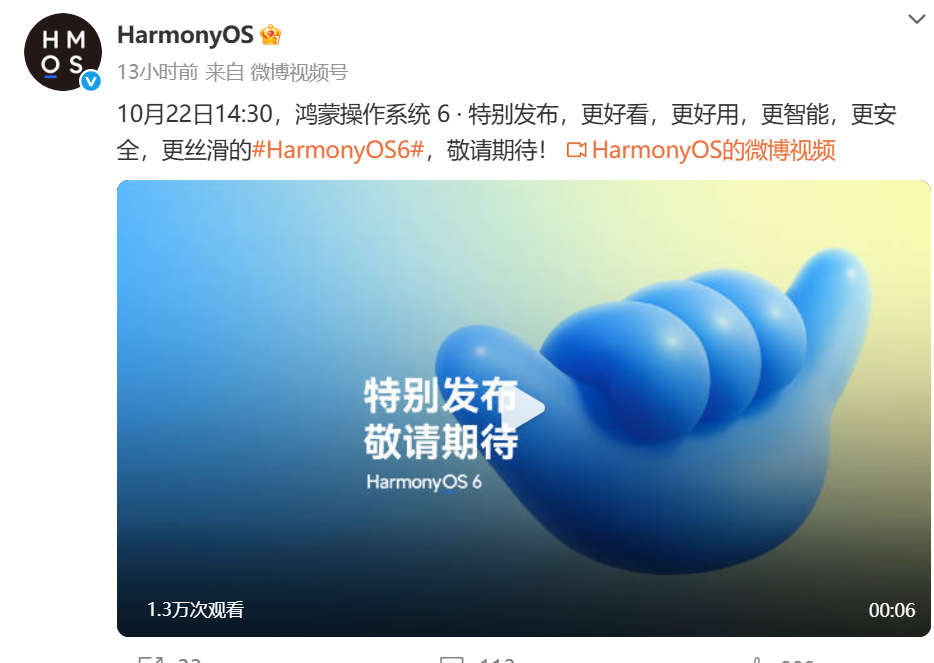 HM
OS
HarmonyOS
13小时前 来自 微博视频号
10月22日14:30，鸿蒙操作系统 6 · 特别发布，更好看，更好用，更智能，更安
全，更丝滑的#HarmonyOS6#，敬请期待！ HarmonyOS的微博视频
特别发布
敬请期待
HarmonyOS 6
1.3万次观看
00:06